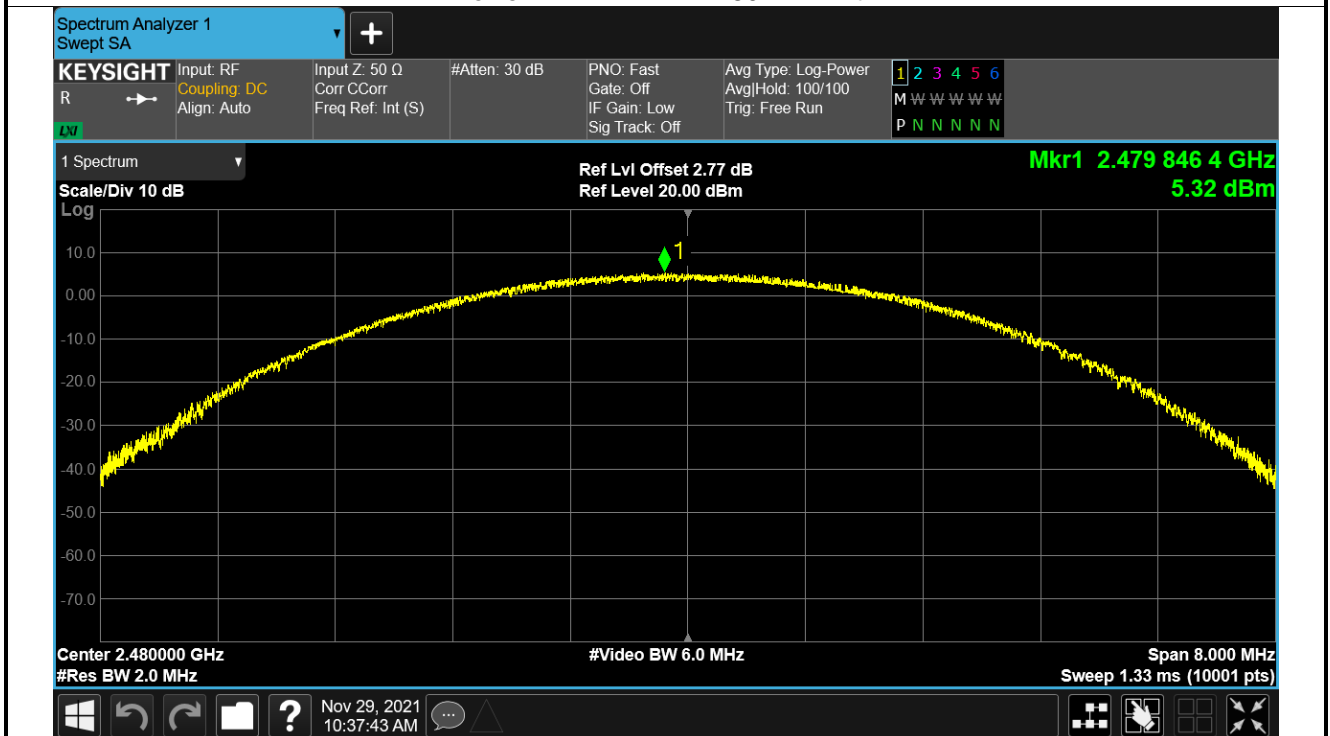 Spectrum Analyzer 1
Swept SA
+
KEYSIGHT
R
LXI
Input: RF
Coupling: DC
Align: Auto
Input Z: 50 Ω
Corr CCorr
Freq Ref: Int (S)
#Atten: 30 dB
PNO: Fast
Gate: Off
IF Gain: Low
Sig Track: Off
Avg Type: Log-Power
Avg|Hold: 100/100
Trig: Free Run
1 2 3 4 5 6
M W W W W W
P N N N N N
1 Spectrum
Scale/Div 10 dB
Log
Ref Lvl Offset 2.77 dB
Ref Level 20.00 dBm
Mkr1 2.479 846 4 GHz
5.32 dBm
1
10.0
0.00
-10.0
-20.0
-30.0
-40.0
-50.0
-60.0
-70.0
Center 2.480000 GHz
#Res BW 2.0 MHz
#Video BW 6.0 MHz
Span 8.000 MHz
Sweep 1.33 ms (10001 pts)
?
Nov 29, 2021
10:37:43 AM